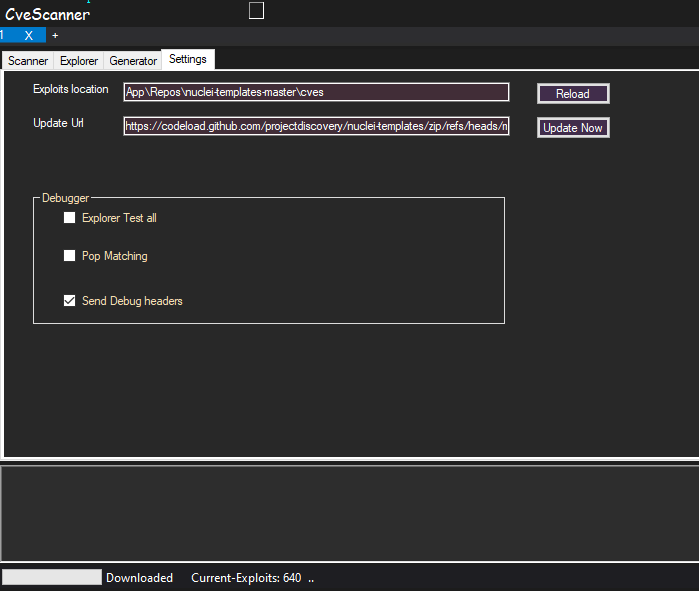 CveScanner
1 X +
Scanner Explorer Generator Settings
Exploits location App\Repos\nuclei-templates-master\cves Reload
Update Url https://codeload.github.com/projectdiscovery/nuclei-templates/zip/refs/heads/m Update Now
Debugger
Explorer Test all
Pop Matching
Send Debug headers
Downloaded Current-Exploits: 640 ..